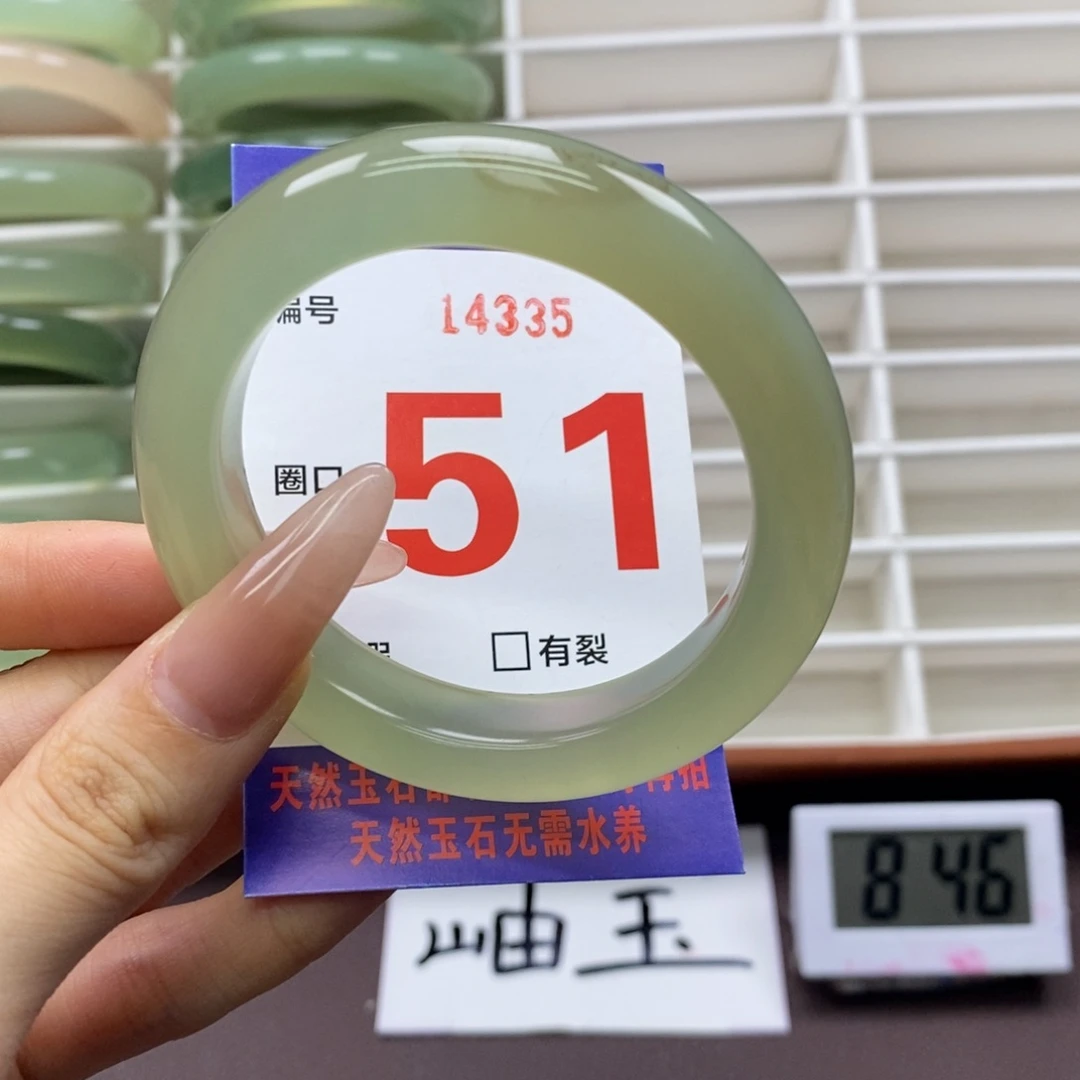 编号 14335
圈口 51
□有裂
天然玉石
天然玉石无需水养
岫玉
8 46